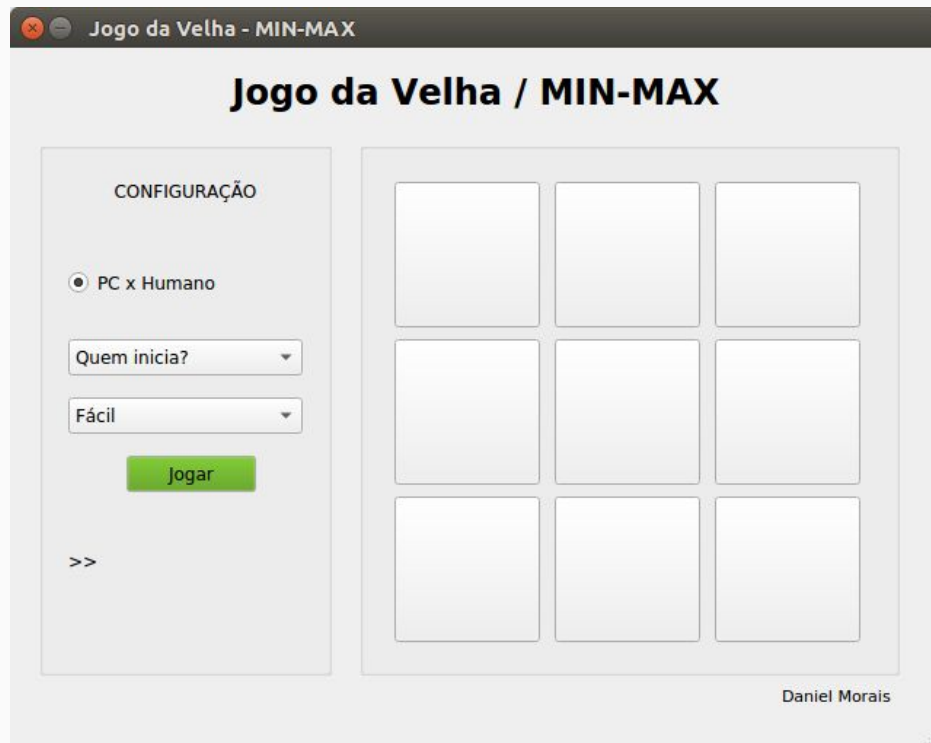 Jogo da Velha - MIN-MAX
Jogo da Velha / MIN-MAX
CONFIGURAÇÃO
PC x Humano
Quem inicia?
Fácil
Jogar
>>
Daniel Morais